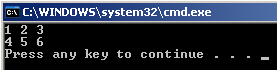 C:\WINDOWS\system32\cmd.exe
1 2 3
4 5 6
Press any key to continue . . .